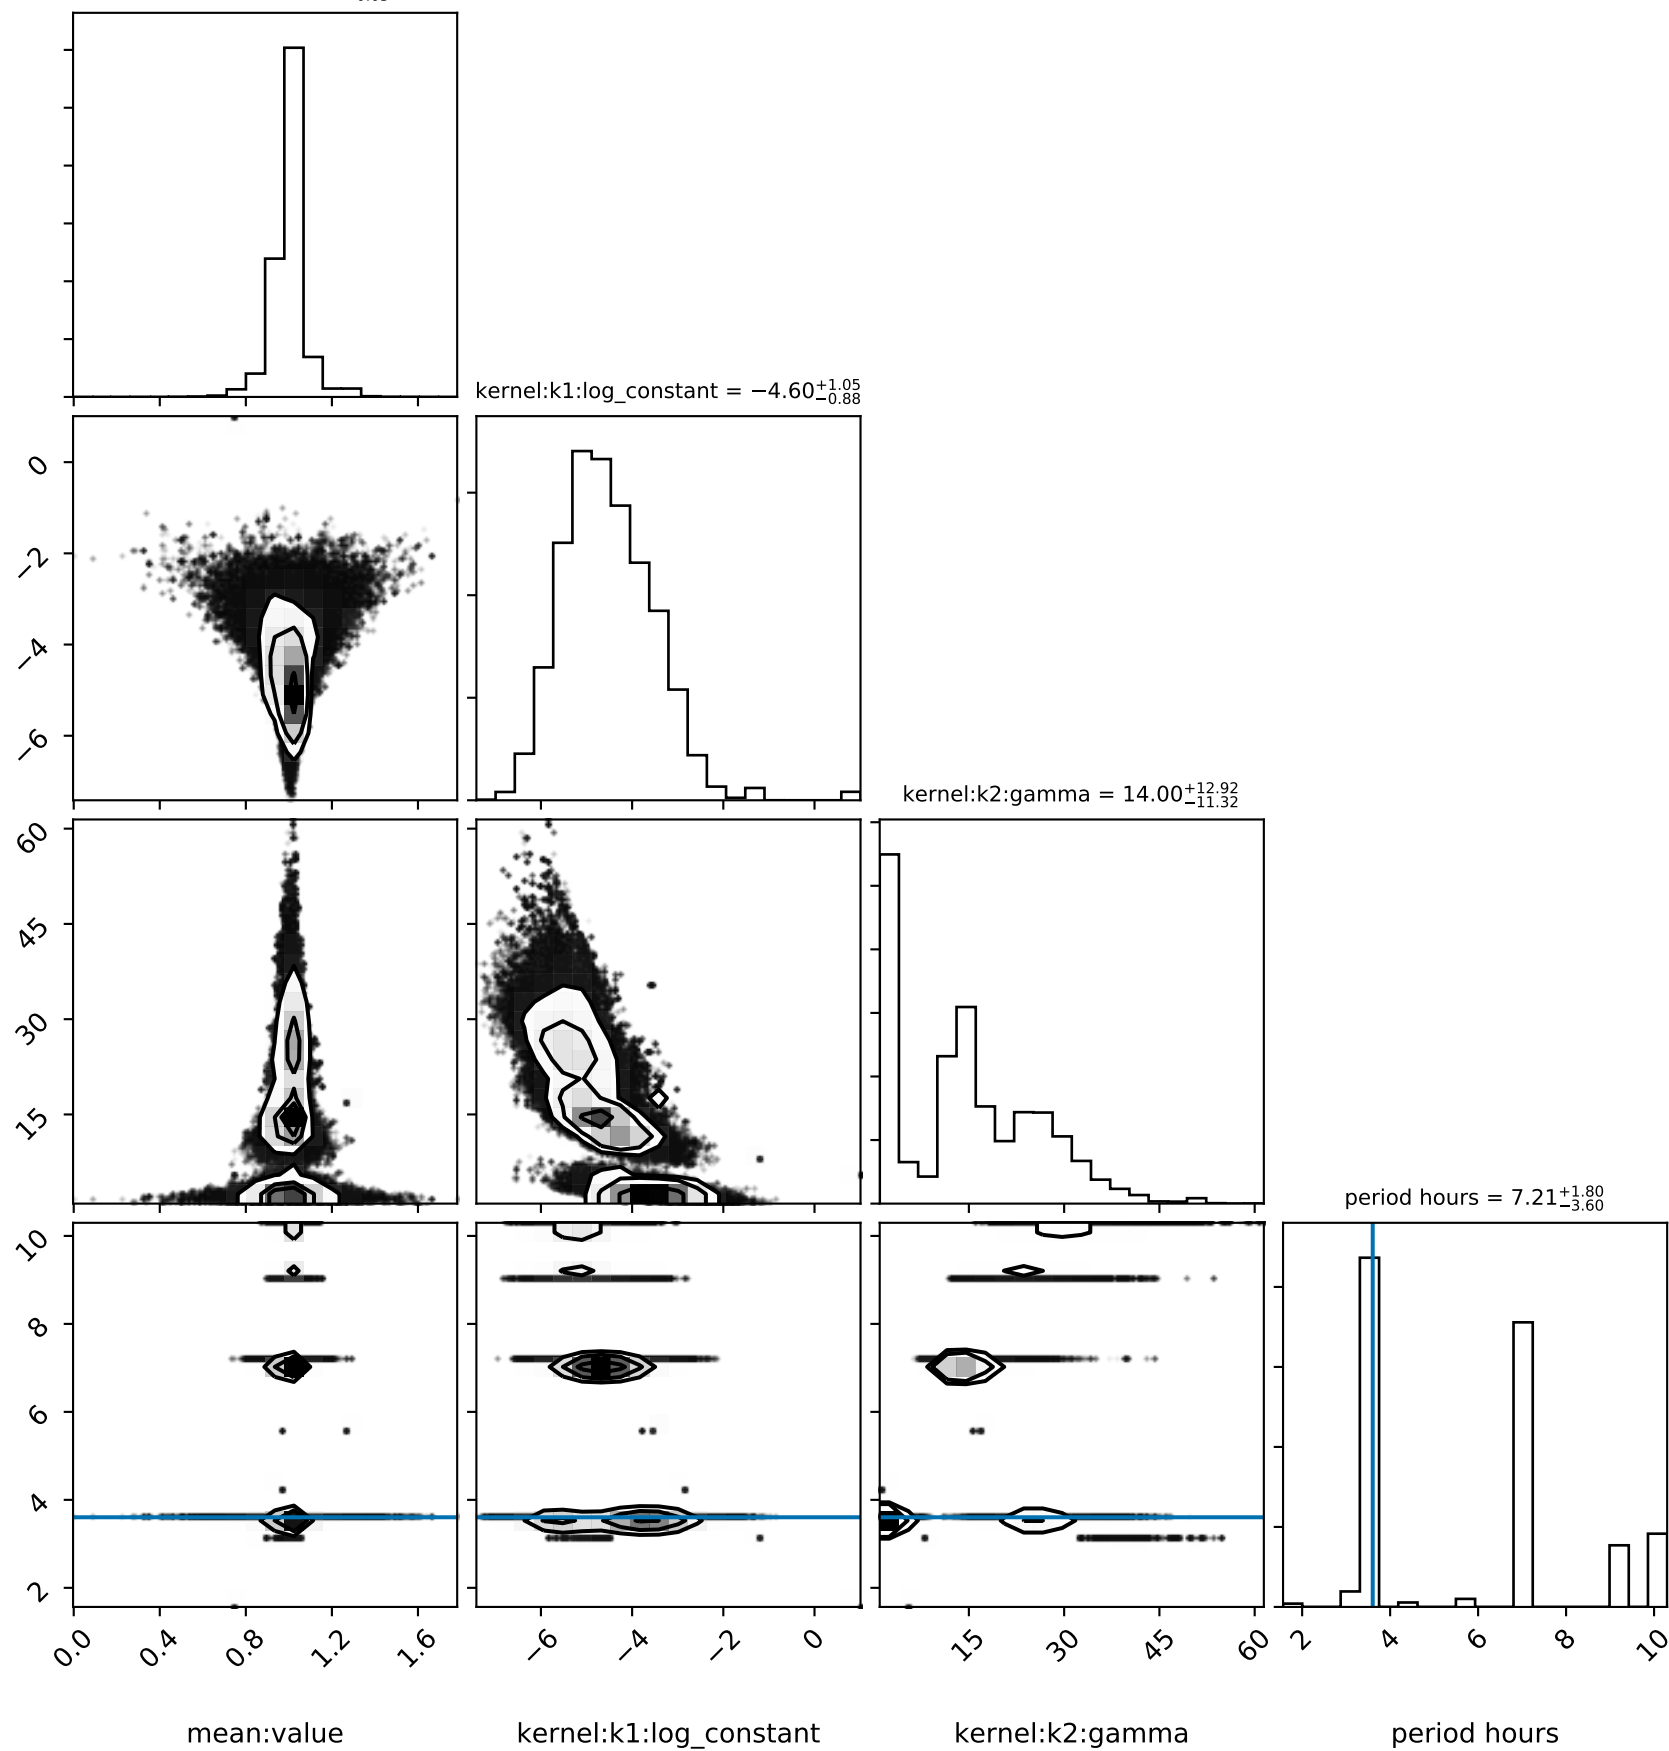 kernel:k1:log_constant = −4.60 +1.05 −0.88
0
−2
−4
−6
kernel:k2:gamma = 14.00 +12.92 −11.32
60
45
30
15
period hours = 7.21 +1.80 −3.60
10
8
6
4
2
0.0 0.4 0.8 1.2 1.6 −6 −4 −2 0 15 30 45 60 2 4 6 8 10
mean:value kernel:k1:log_constant kernel:k2:gamma period hours